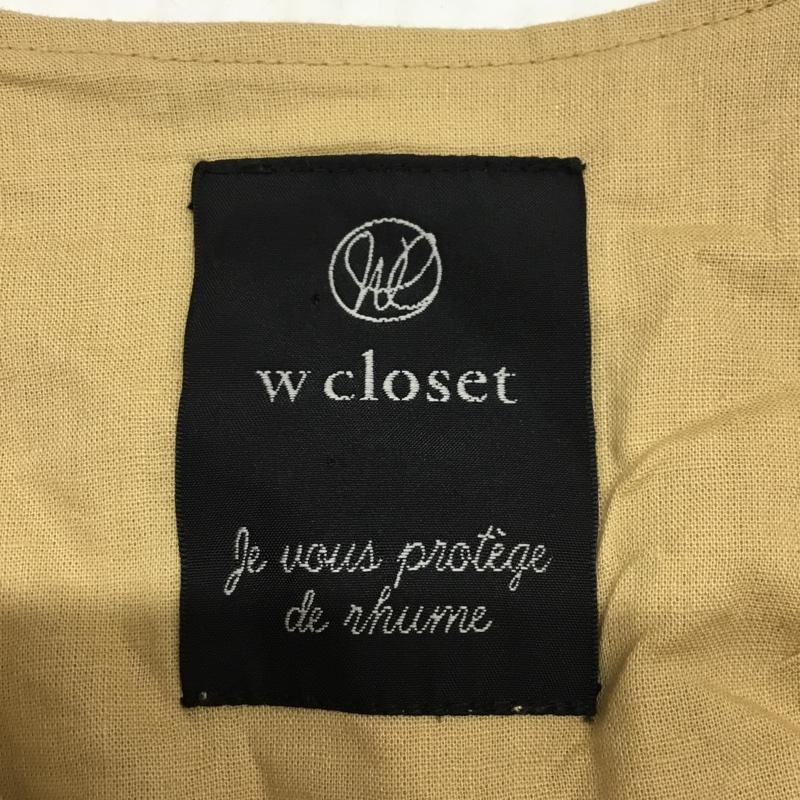 w closet
Je vous protège
de rhume